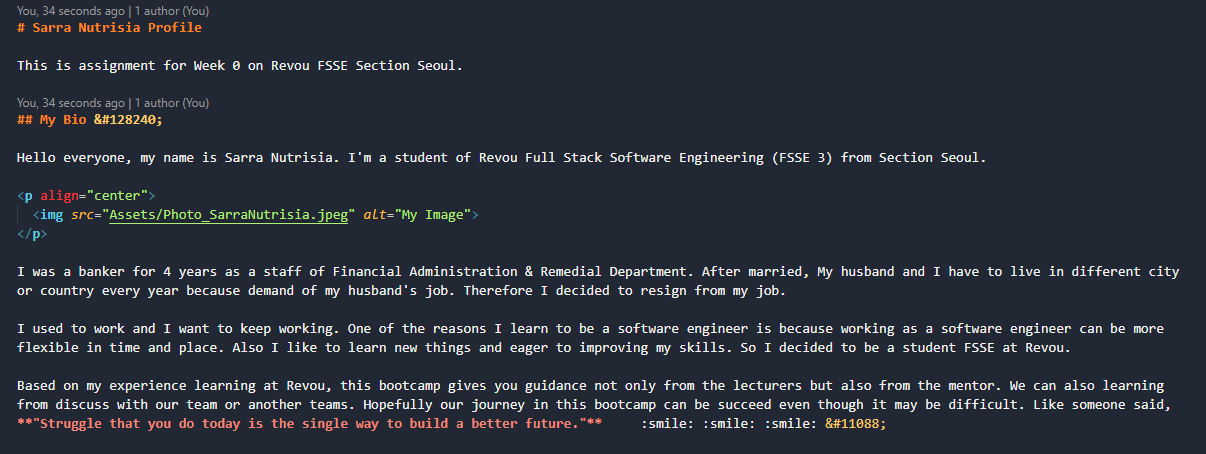 You, 34 seconds ago | 1 author (You)
# Sarra Nutrisia Profile
This is assignment for Week 0 on Revou FSSE Section Seoul.
You, 34 seconds ago | 1 author (You)
## My Bio &#128240;
Hello everyone, my name is Sarra Nutrisia. I'm a student of Revou Full Stack Software Engineering (FSSE 3) from Section Seoul.
<p align="center">
<img src="Assets/Photo_SarraNutrisia.jpeg" alt="My Image">
</p>
I was a banker for 4 years as a staff of Financial Administration & Remedial Department. After married, My husband and I have to live in different city
or country every year because demand of my husband's job. Therefore I decided to resign from my job.
I used to work and I want to keep working. One of the reasons I learn to be a software engineer is because working as a software engineer can be more
flexible in time and place. Also I like to learn new things and eager to improving my skills. So I decided to be a student FSSE at Revou.
Based on my experience learning at Revou, this bootcamp gives you guidance not only from the lecturers but also from the mentor. We can also learning
from discuss with our team or another teams. Hopefully our journey in this bootcamp can be succeed even though it may be difficult. Like someone said,
**"Struggle that you do today is the single way to build a better future."** :smile: :smile: :smile: &#11088;